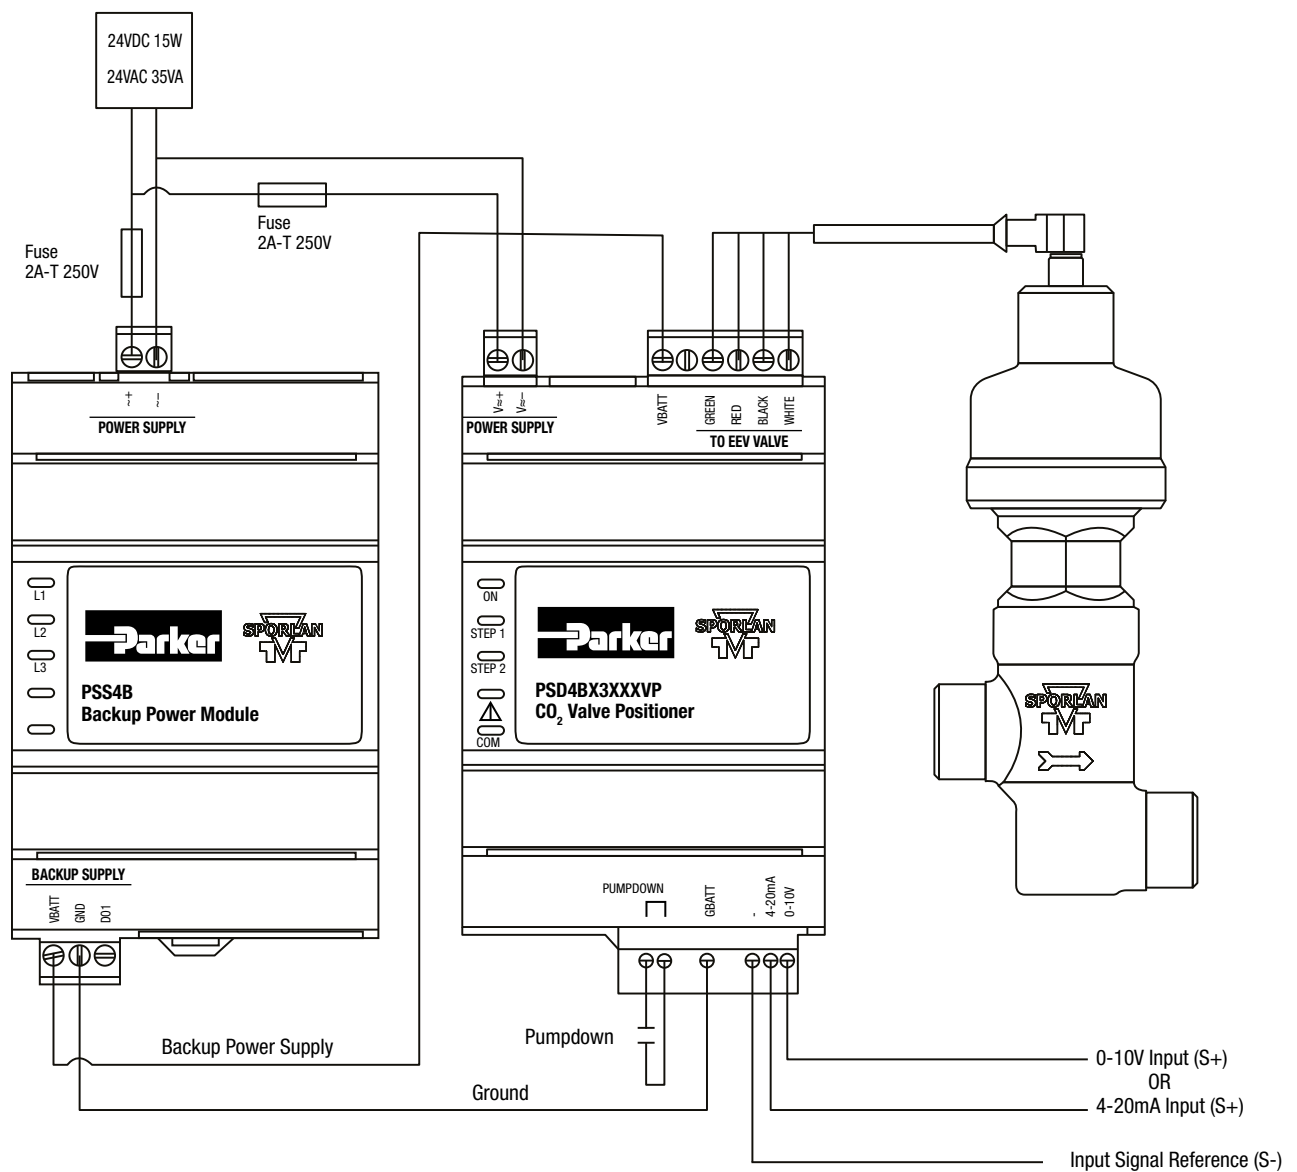 24VDC 15W
24VAC 35VA
Fuse
2A-T 250V
Fuse
2A-T 250V
~+
~-
POWER SUPPLY
V≂+
V≂-
POWER SUPPLY
VBATT
GREEN
RED
BLACK
WHITE
TO EEV VALVE
L1
L2
L3
Parker
SPORLAN
PSS4B
Backup Power Module
ON
STEP 1
STEP 2
COM
Parker
SPORLAN
PSD4BX3XXXVP
CO2 Valve Positioner
SPORLAN
BACKUP SUPPLY
VBATT
GND
DO1
PUMPDOWN
GBATT
-
4-20mA
0-10V
Backup Power Supply
Pumpdown
Ground
0-10V Input (S+)
OR
4-20mA Input (S+)
Input Signal Reference (S-)